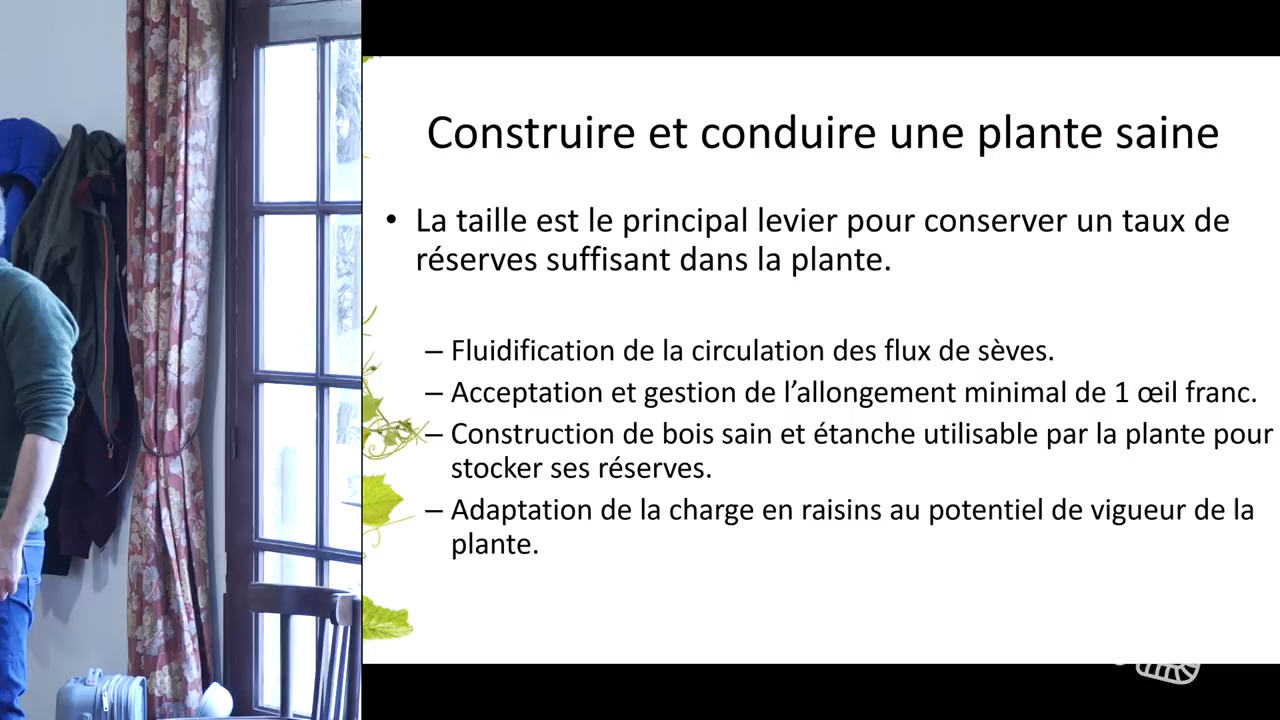 Construire et conduire une plante saine
• La taille est le principal levier pour conserver un taux de
réserves suffisant dans la plante.
– Fluidification de la circulation des flux de sèves.
– Acceptation et gestion de l’allongement minimal de 1 œil franc.
– Construction de bois sain et étanche utilisable par la plante pour
stocker ses réserves.
– Adaptation de la charge en raisins au potentiel de vigueur de la
plante.